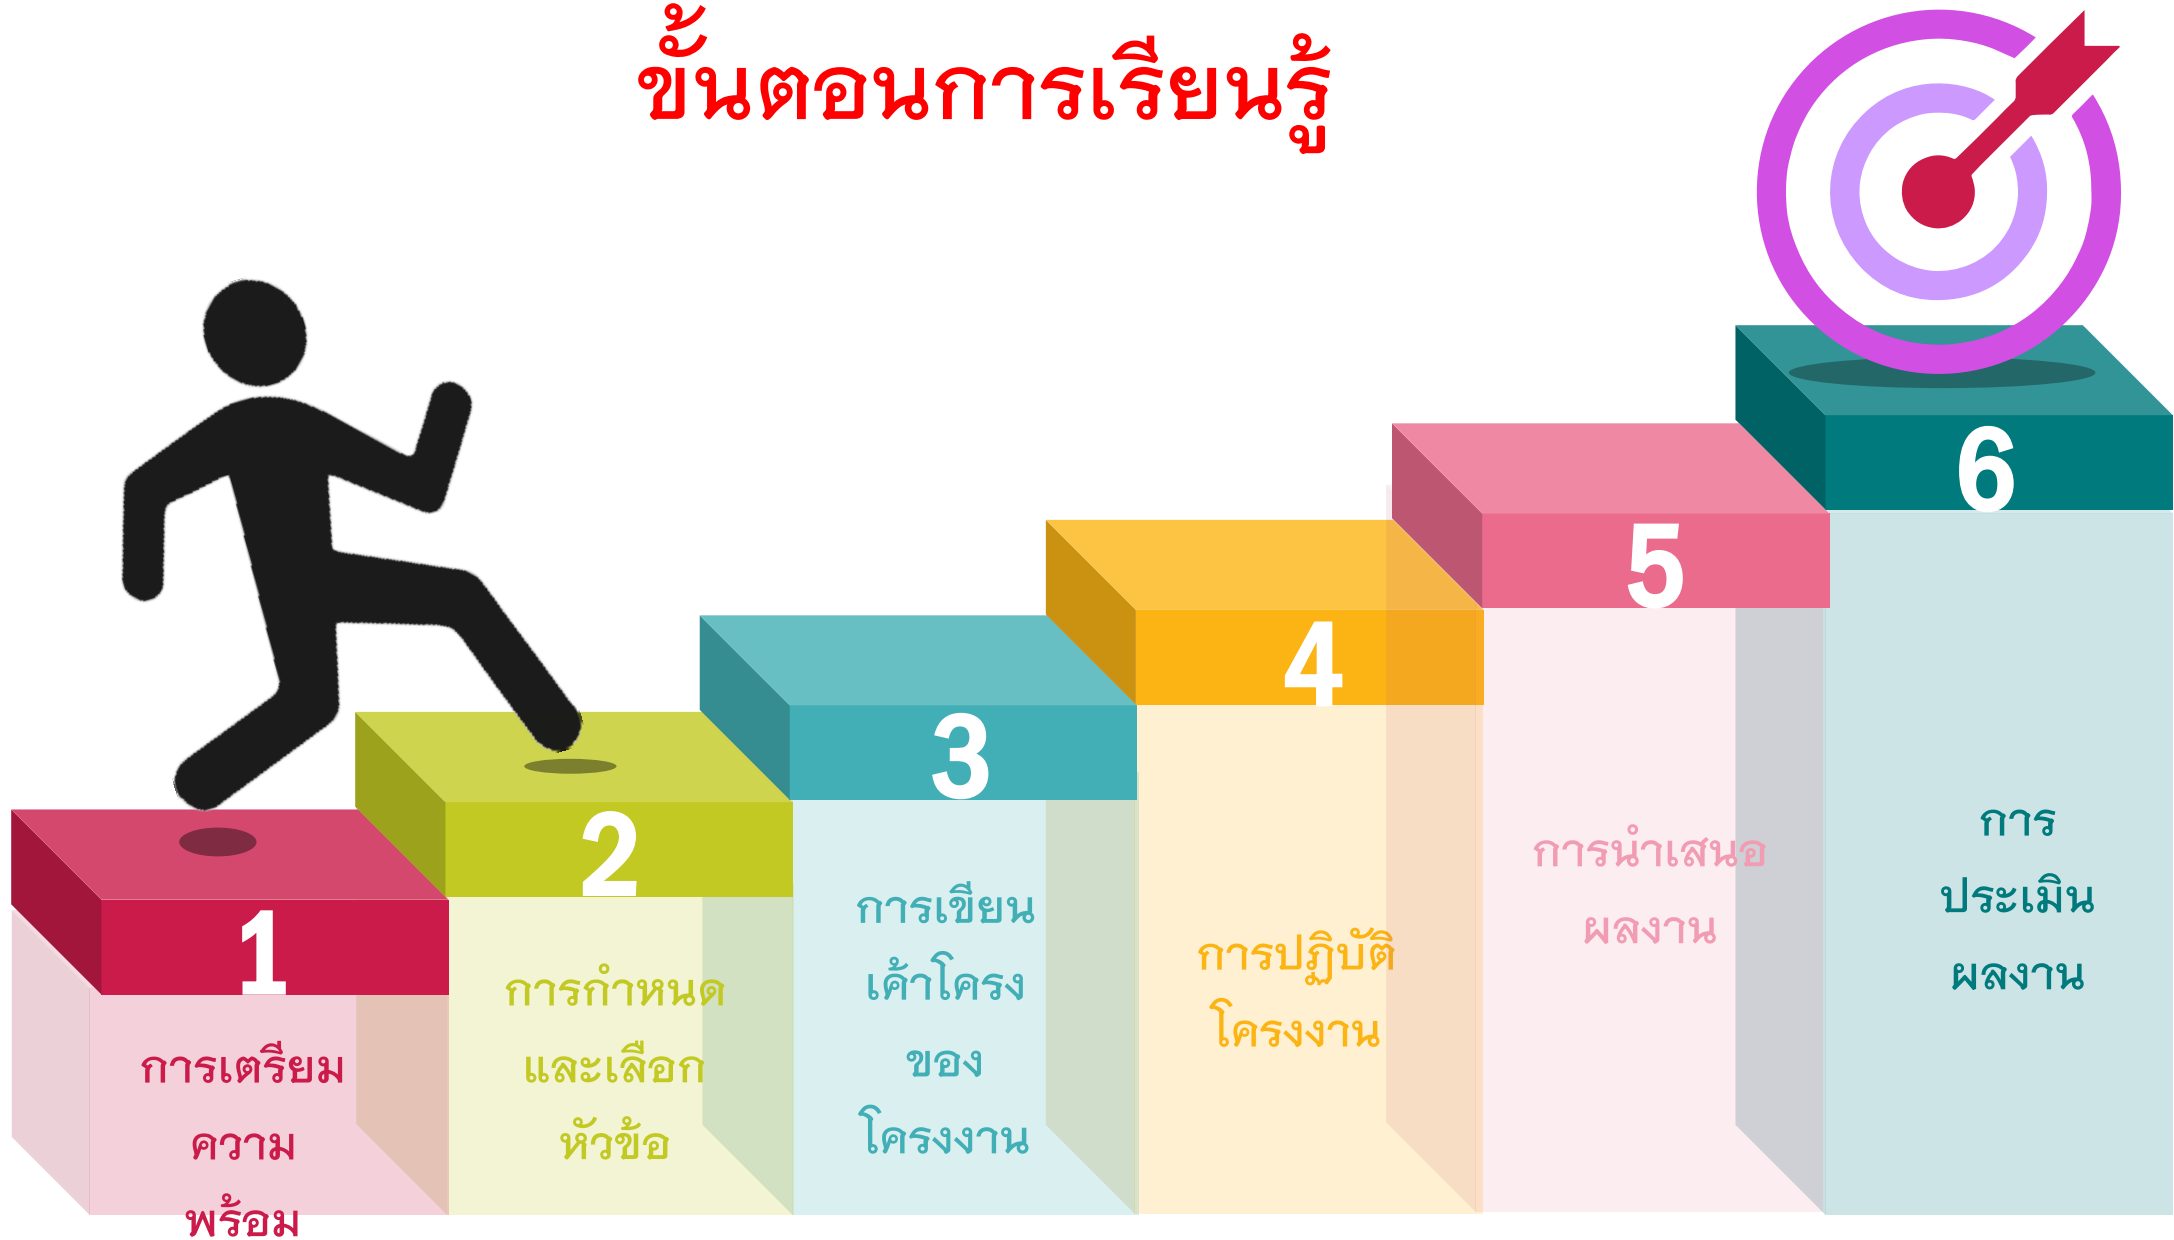 ขั้นตอนการเรียนรู้
1
การเตรียม
ความ
พร้อม
2
การกำหนด
และเลือก
หัวข้อ
3
การเขียน
เค้าโครง
ของ
โครงงาน
4
การปฏิบัติ
โครงงาน
5
การนำเสนอ
ผลงาน
6
การ
ประเมิน
ผลงาน